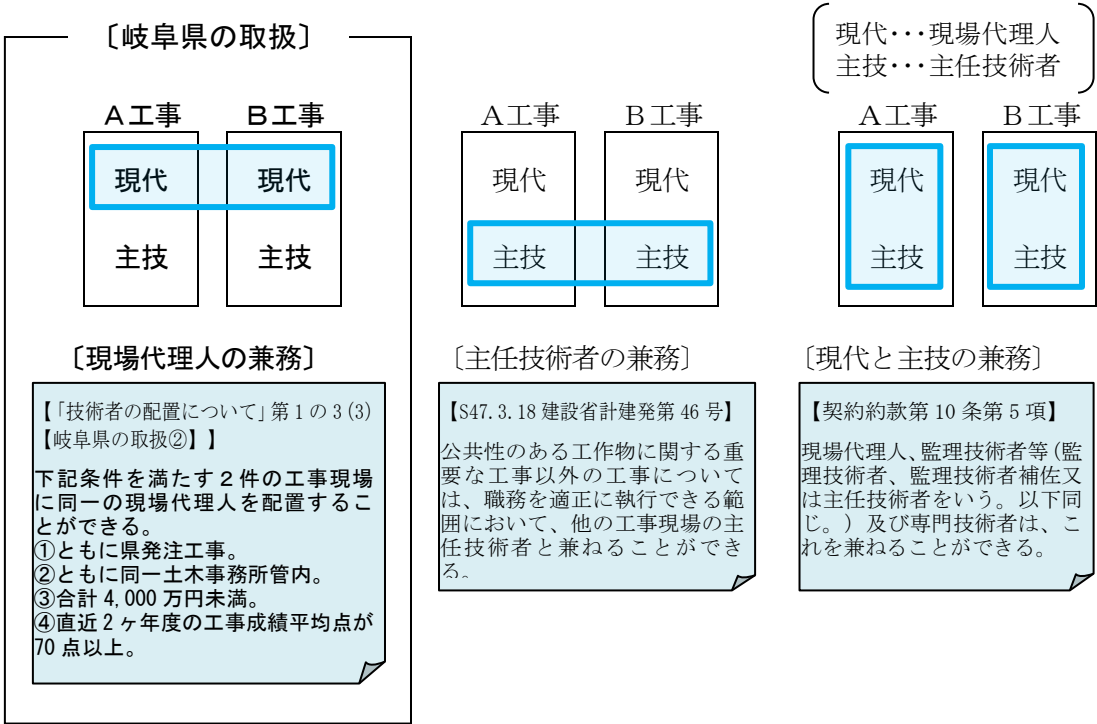 〔岐阜県の取扱〕
現代･･･現場代理人
主技･･･主任技術者
Ａ工事 Ｂ工事
現代 現代
主技 主技
〔現場代理人の兼務〕
【「技術者の配置について」第１の３(3)
【岐阜県の取扱②】】
下記条件を満たす２件の工事現場
に同一の現場代理人を配置するこ
とができる。
①ともに県発注工事。
②ともに同一土木事務所管内。
③合計 4,000 万円未満。
④直近２ヶ年度の工事成績平均点が
70 点以上。
Ａ工事 Ｂ工事
現代 現代
主技 主技
〔主任技術者の兼務〕
【S47.3.18 建設省計建発第 46 号】
公共性のある工作物に関する重
要な工事以外の工事について
は、職務を適正に執行できる範
囲において、他の工事現場の主
任技術者と兼ねることができ
る。
Ａ工事 Ｂ工事
現代 現代
主技 主技
〔現代と主技の兼務〕
【契約約款第 10 条第５項】
現場代理人、監理技術者等(監
理技術者、監理技術者補佐又
は主任技術者をいう。以下同
じ。）及び専門技術者は、こ
れを兼ねることができる。